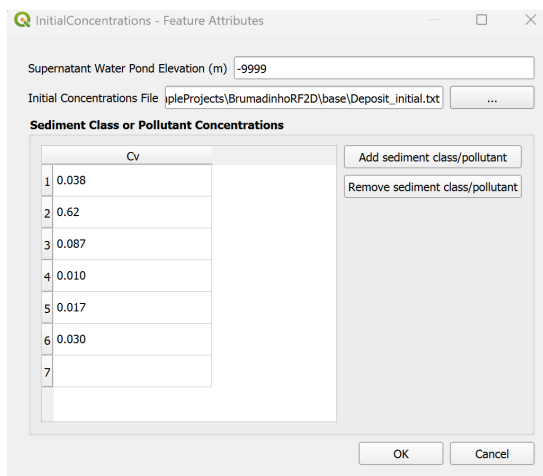 InitialConcentrations - Feature Attributes
Supernatant Water Pond Elevation (m) -9999
Initial Concentrations File pleProjects\BrumadinhoRF2D\base\Deposit_initial.txt ...
Sediment Class or Pollutant Concentrations
Cv
Add sediment class/pollutant
Remove sediment class/pollutant
1 0.038
2 0.62
3 0.087
4 0.010
5 0.017
6 0.030
7
OK Cancel